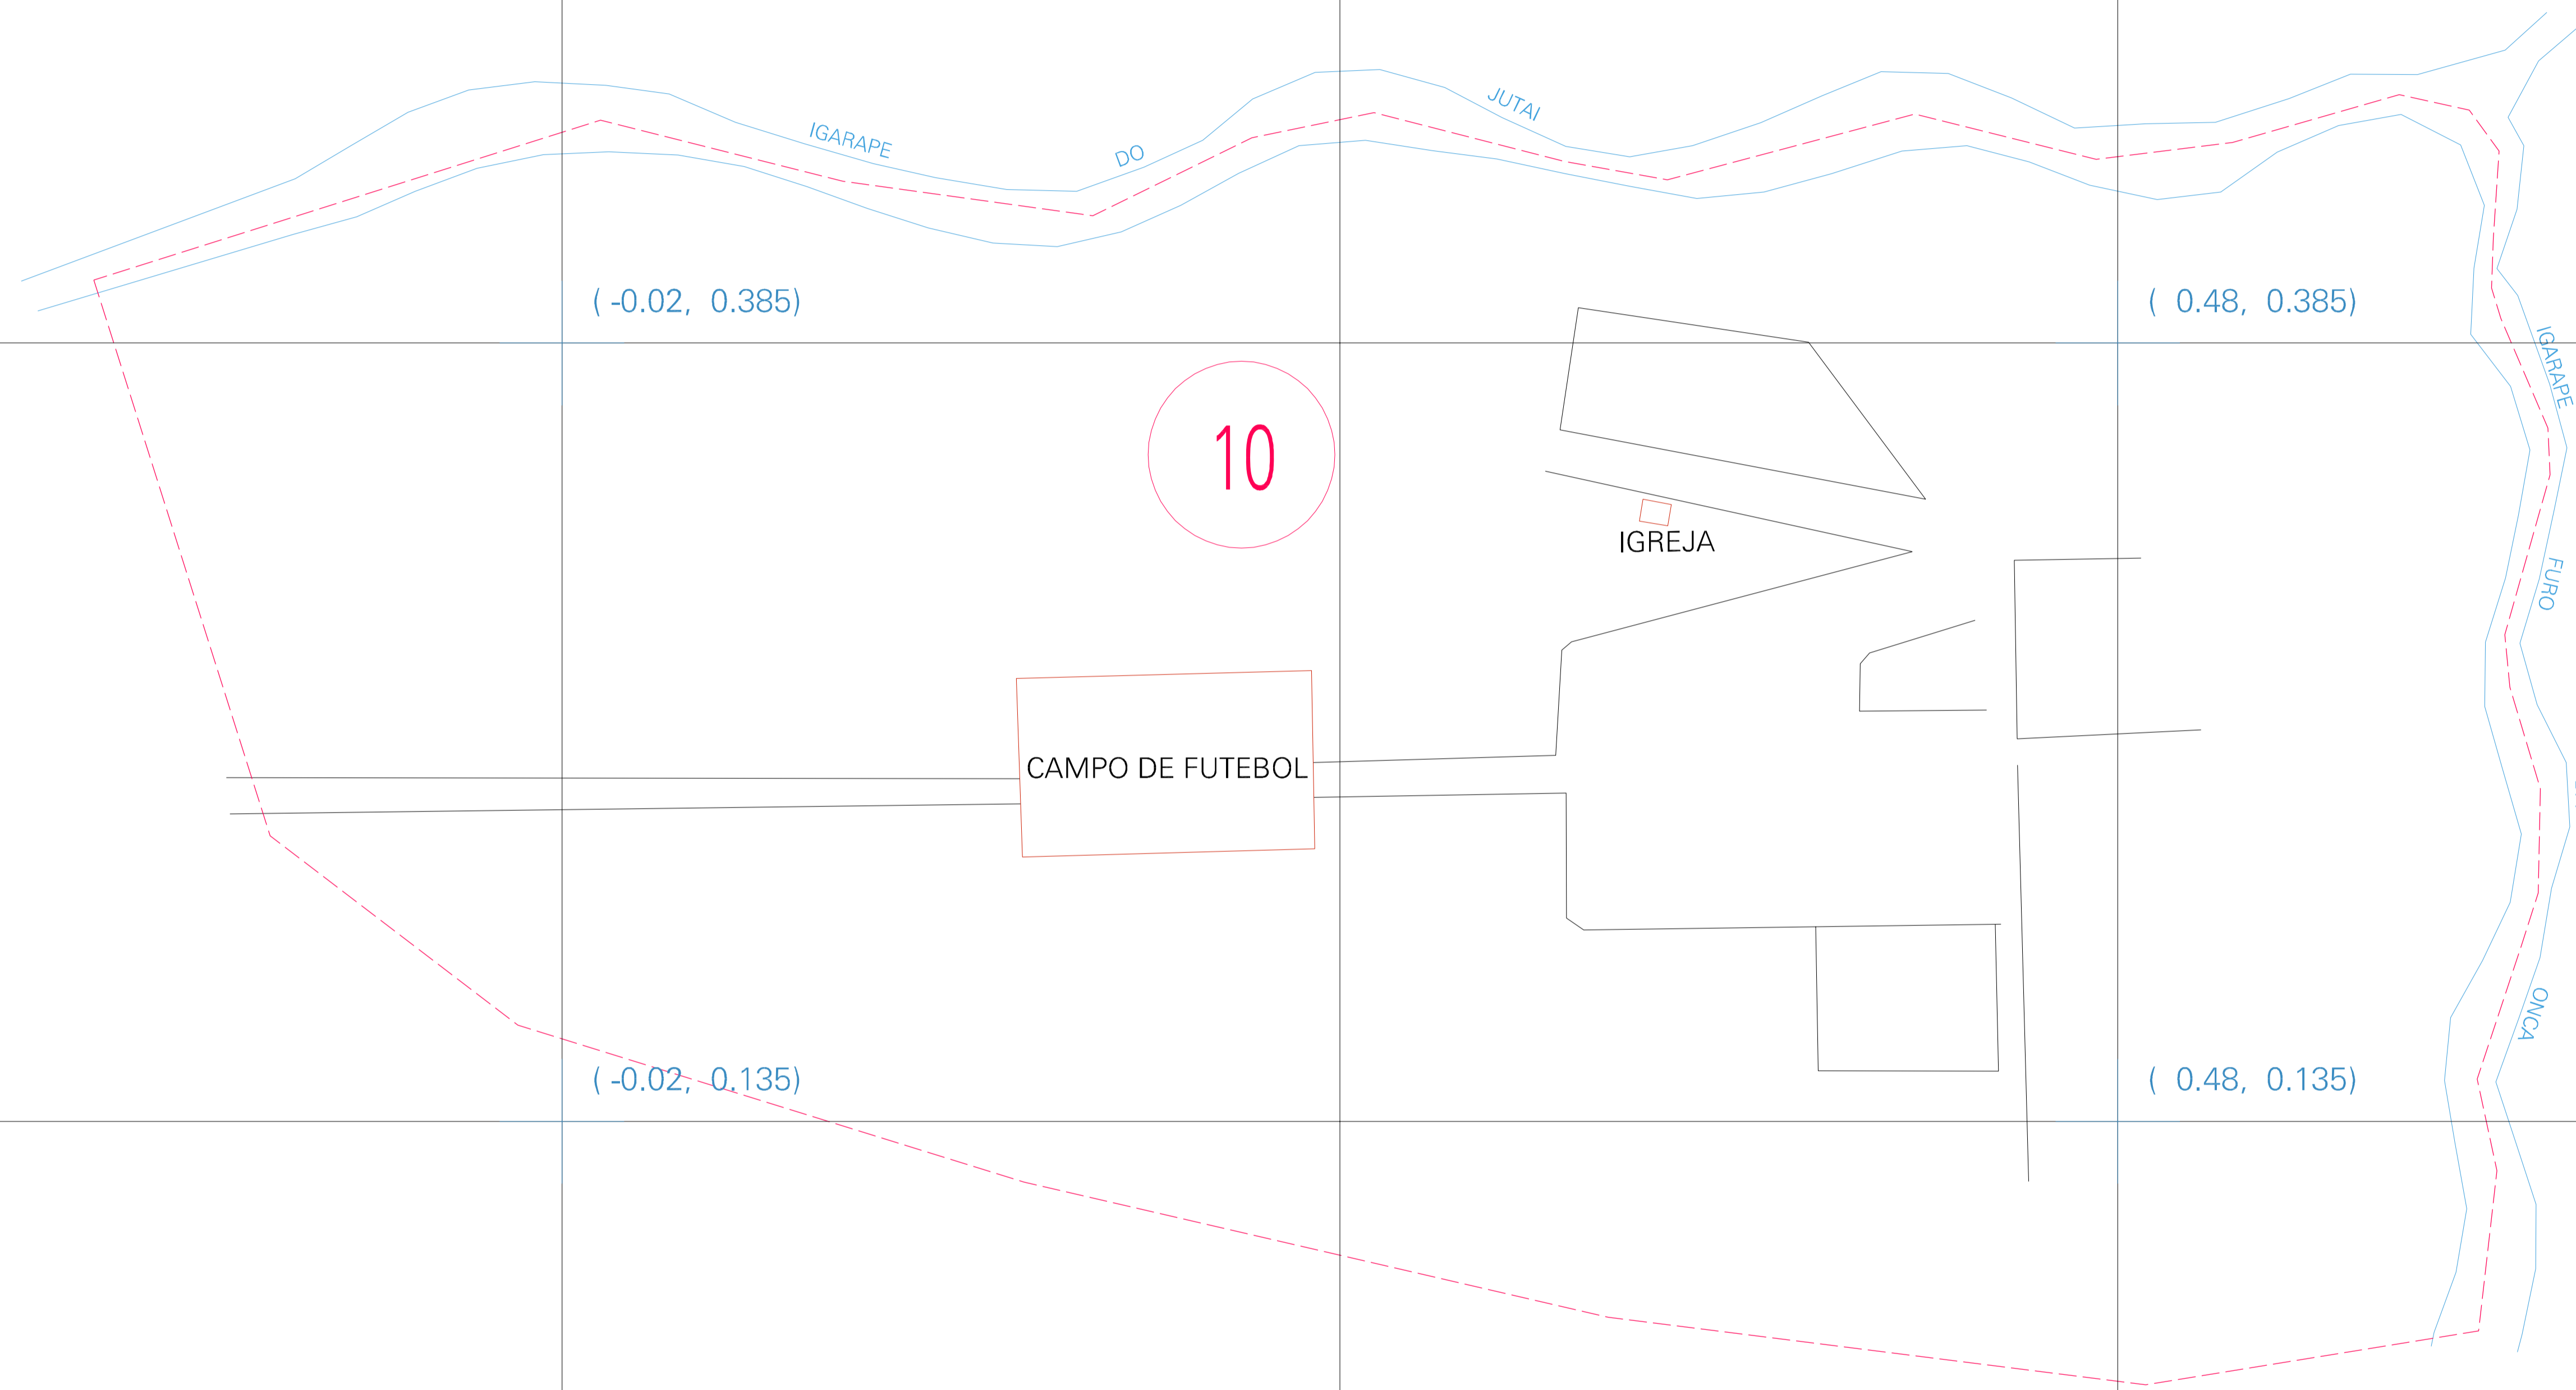 IGARAPE
DO
JUTAI
( -0.02, 0.385)
( 0.48, 0.385)
IGARAPE
10
IGREJA
FURO
CAMPO DE FUTEBOL
ONCA
( -0.02, 0.135)
( 0.48, 0.135)